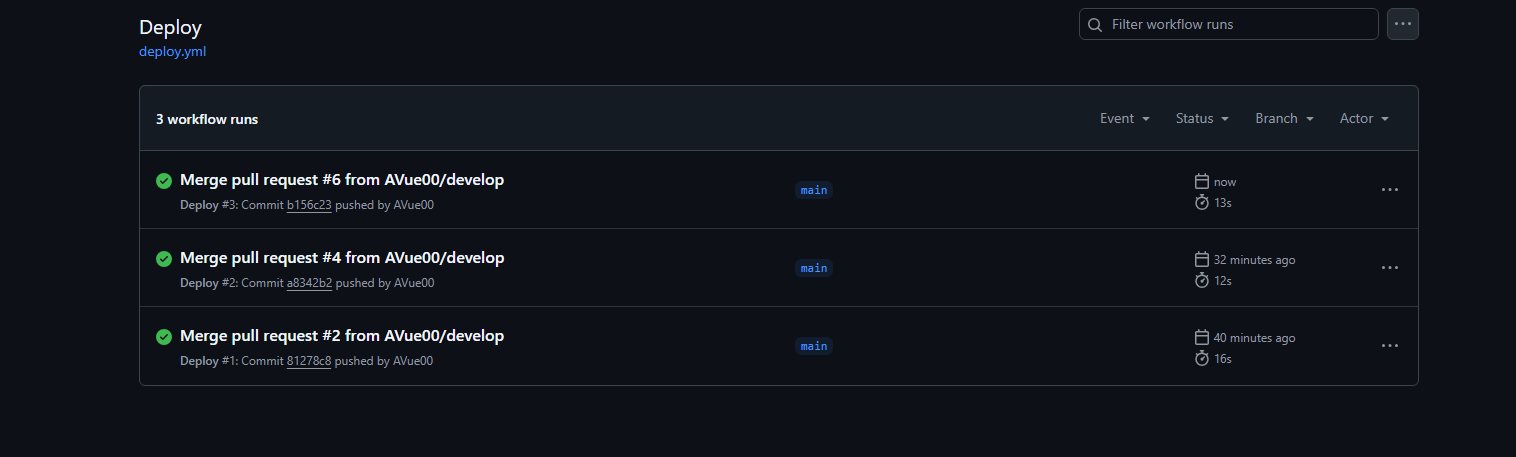 Deploy
Filter workflow runs
deploy.yml
3 workflow runs
Event
Status
Branch
Actor
Merge pull request #6 from AVue00/develop
Deploy #3: Commit b156c23 pushed by AVue00
main
now
13s
Merge pull request #4 from AVue00/develop
Deploy #2: Commit a8342b2 pushed by AVue00
main
32 minutes ago
12s
Merge pull request #2 from AVue00/develop
Deploy #1: Commit 81278c8 pushed by AVue00
main
40 minutes ago
16s